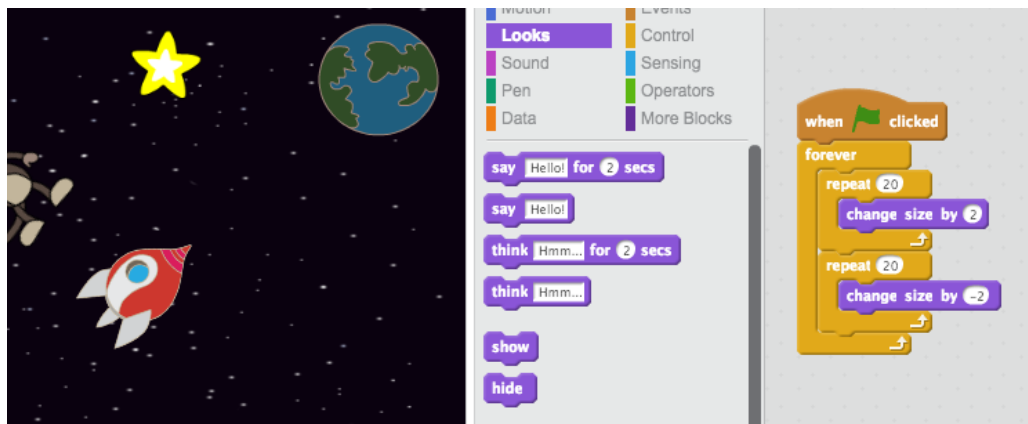 Motion
Events
Looks
Control
Sound
Sensing
Pen
Operators
Data
More Blocks
say Hello! for 2 secs
say Hello!
think Hmm... for 2 secs
think Hmm...
show
hide
when clicked
forever
repeat 20
change size by 2
repeat 20
change size by -2